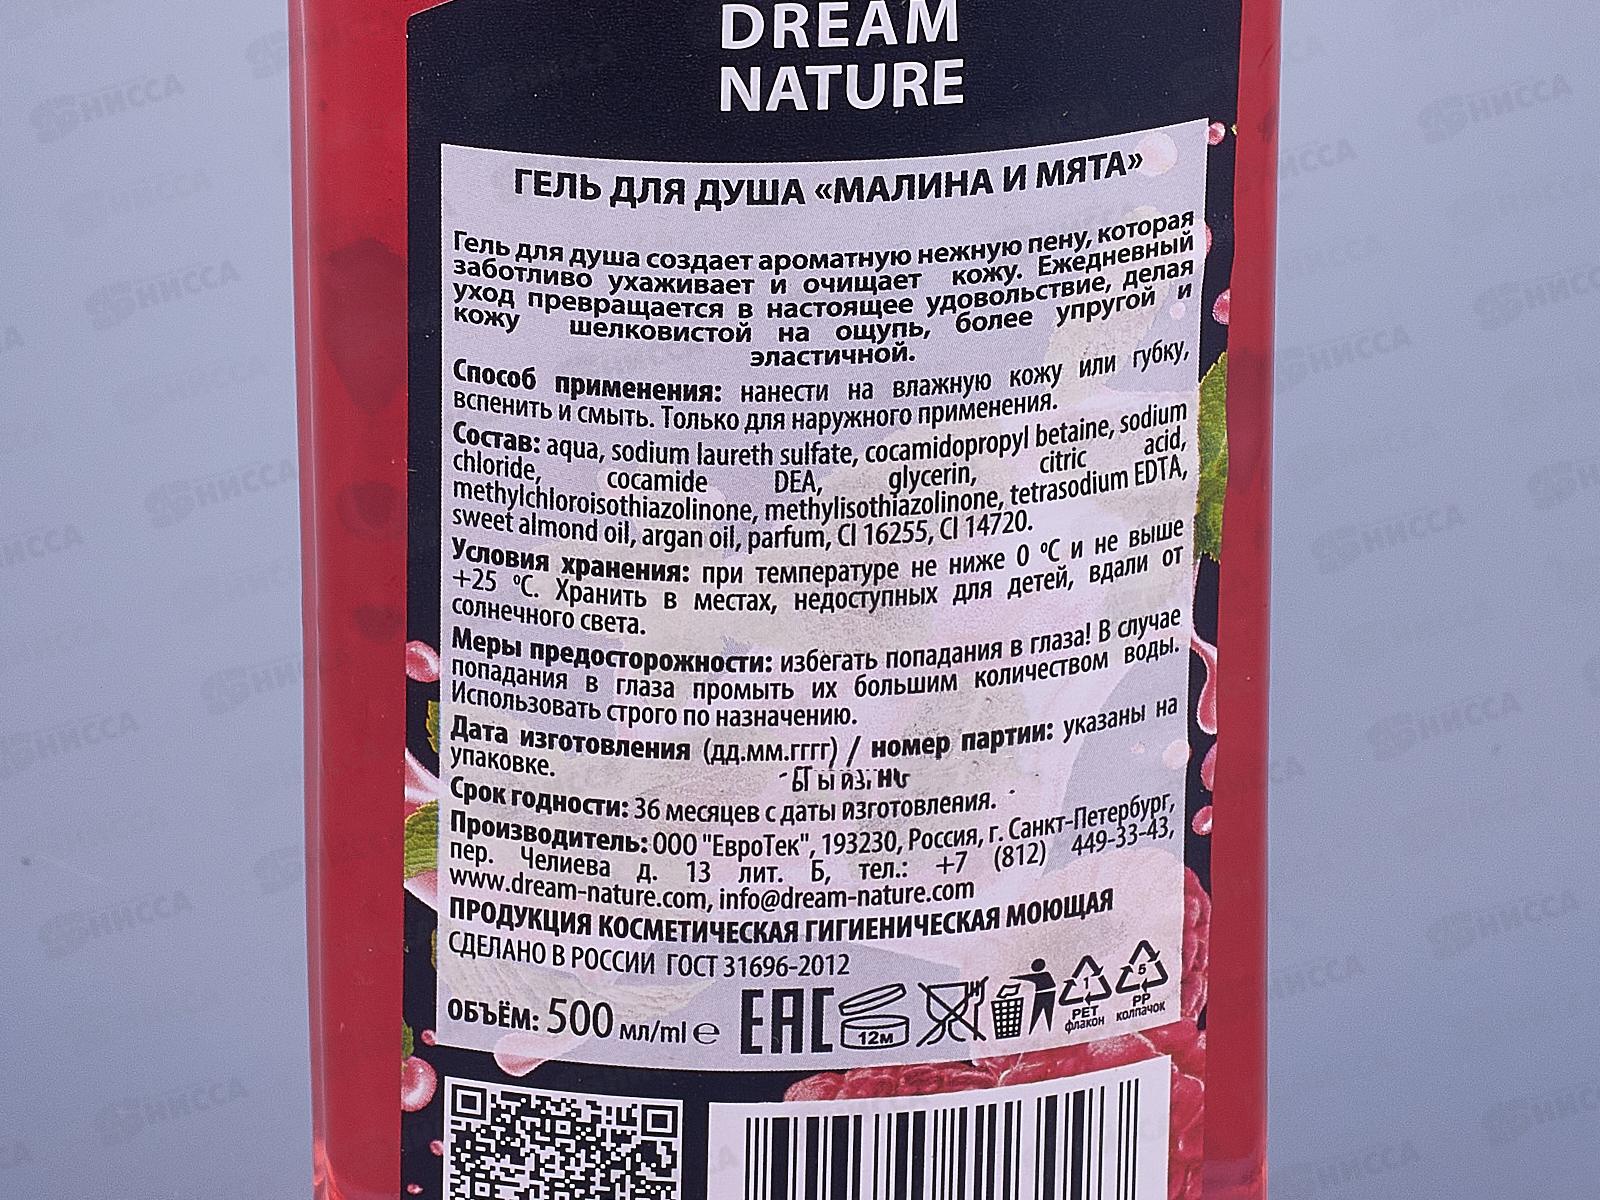 DREAM
NATURE
ГЕЛЬ ДЛЯ ДУША «МАЛИНА И МЯТА»
Гель для душа создает ароматную нежную пену, которая
заботливо ухаживает и очищает кожу. Ежедневный
уход превращается в настоящее удовольствие, делая
кожу шелковистой на ощупь, более упругой и
эластичной.
Способ применения: нанести на влажную кожу или губку,
вспенить и смыть. Только для наружного применения.
Состав: aqua, sodium laureth sulfate, cocamidopropyl betaine, sodium
chloride, cocamide DEA, glycerin, citric acid,
methylchloroisothiazolinone, methylisothiazolinone, tetrasodium EDTA,
sweet almond oil, argan oil, parfum, CI 16255, CI 14720.
Условия хранения: при температуре не ниже 0 ºС и не выше
+25 ºС. Хранить в местах, недоступных для детей, вдали от
солнечного света.
Меры предосторожности: избегать попадания в глаза! В случае
попадания в глаза промыть их большим количеством воды.
Использовать строго по назначению.
Дата изготовления (дд.мм.гггг) / номер партии: указаны на
упаковке.
Срок годности: 36 месяцев с даты изготовления.
Производитель: ООО "ЕвроТек", 193230, Россия, г. Санкт-Петербург,
пер. Челиева д. 13 лит. Б, тел.: +7 (812) 449-33-43,
www.dream-nature.com, info@dream-nature.com
ПРОДУКЦИЯ КОСМЕТИЧЕСКАЯ ГИГИЕНИЧЕСКАЯ МОЮЩАЯ
СДЕЛАНО В РОССИИ ГОСТ 31696-2012
ОБЪЁМ: 500 мл/ml ℮ EAC 12м
1 PET флакон
5 PP колпачок
НИССА